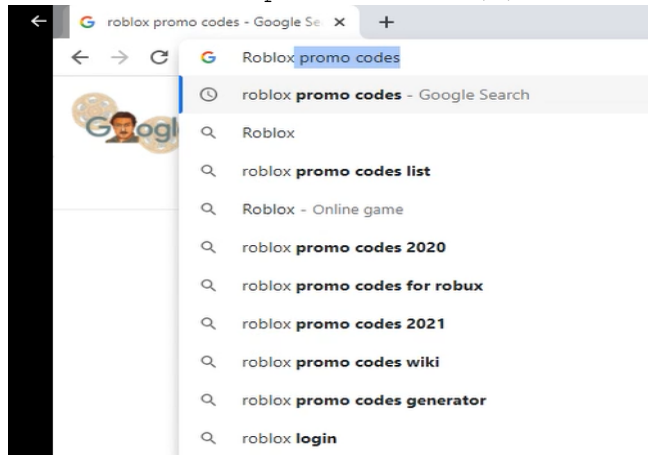 roblox promo codes - Google Se
Roblox promo codes
roblox promo codes - Google Search
Roblox
roblox promo codes list
Roblox - Online game
roblox promo codes 2020
roblox promo codes for robux
roblox promo codes 2021
roblox promo codes wiki
roblox promo codes generator
roblox login